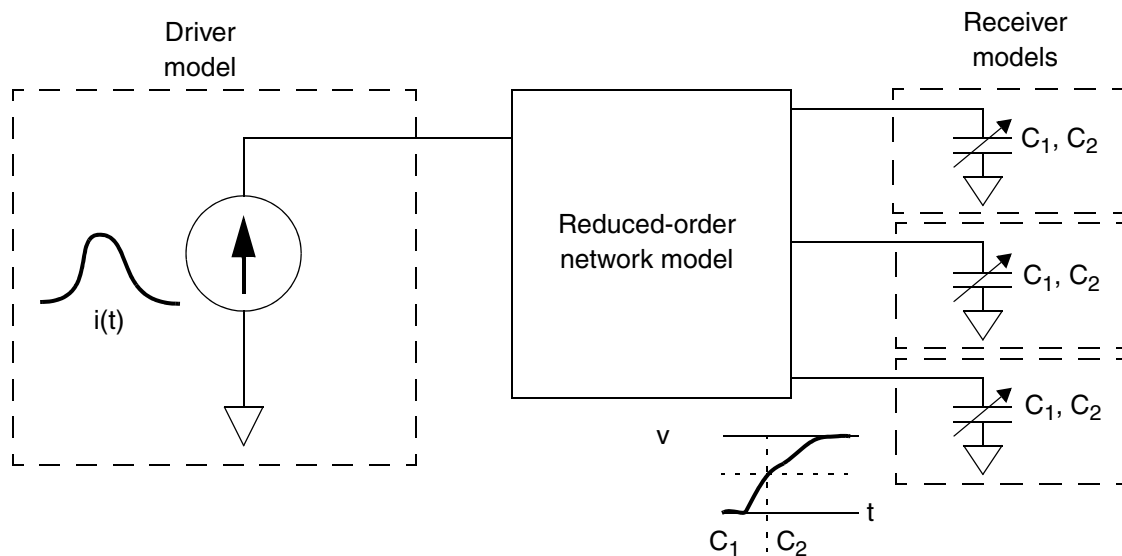 Driver
model
Receiver
models
C1, C2
Reduced-order
network model
C1, C2
i(t)
C1, C2
v
t
C1
C2